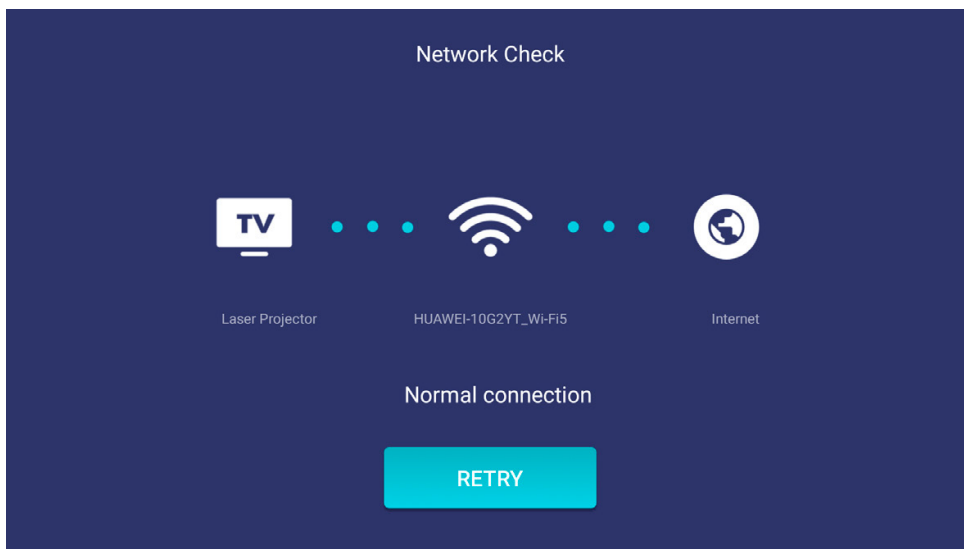 Network Check
TV
Laser Projector
HUAWEI-10G2YT_Wi-Fi5
Internet
Normal connection
RETRY